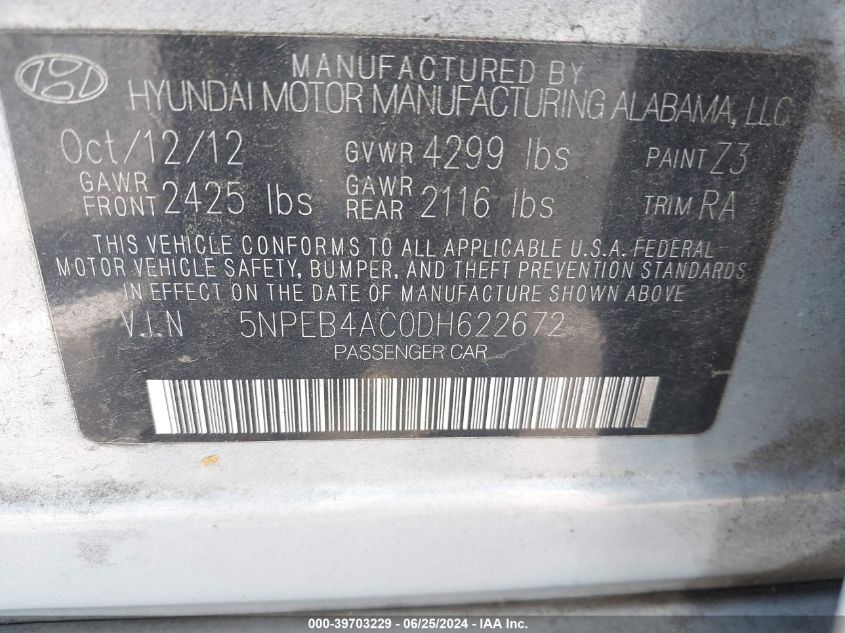 MANUFACTURED BY
HYUNDAI MOTOR MANUFACTURING ALABAMA, LLC
Oct/12/12 GVWR 4299 lbs PAINT Z3
GAWR FRONT 2425 lbs GAWR REAR 2116 lbs TRIM RA
THIS VEHICLE CONFORMS TO ALL APPLICABLE U.S.A. FEDERAL
MOTOR VEHICLE SAFETY, BUMPER, AND THEFT PREVENTION STANDARDS
IN EFFECT ON THE DATE OF MANUFACTURE SHOWN ABOVE.
V.I.N 5NPEB4AC0DH622672
PASSENGER CAR
000-39703229 - 06/25/2024 - IAA Inc.